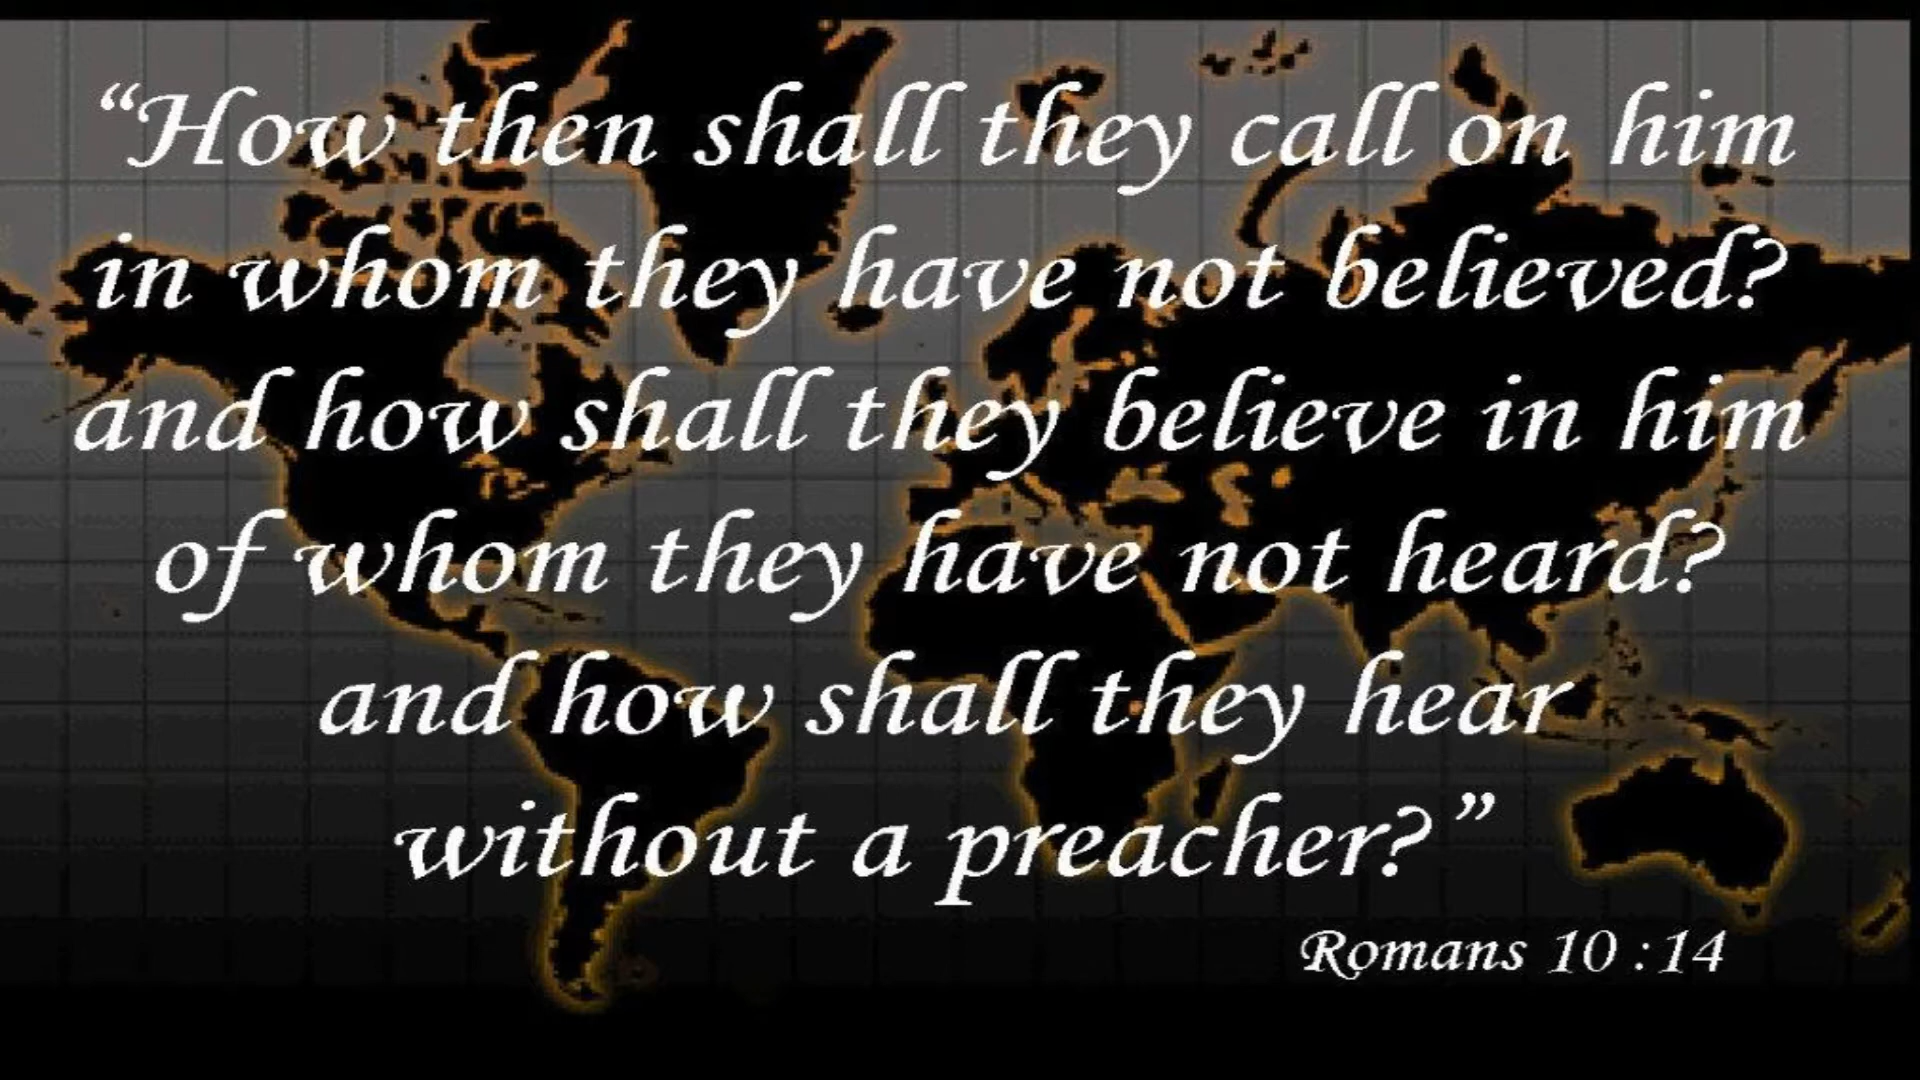 “How then shall they call on him
in whom they have not believed?
and how shall they believe in him
of whom they have not heard?
and how shall they hear
without a preacher?”
Romans 10 :14